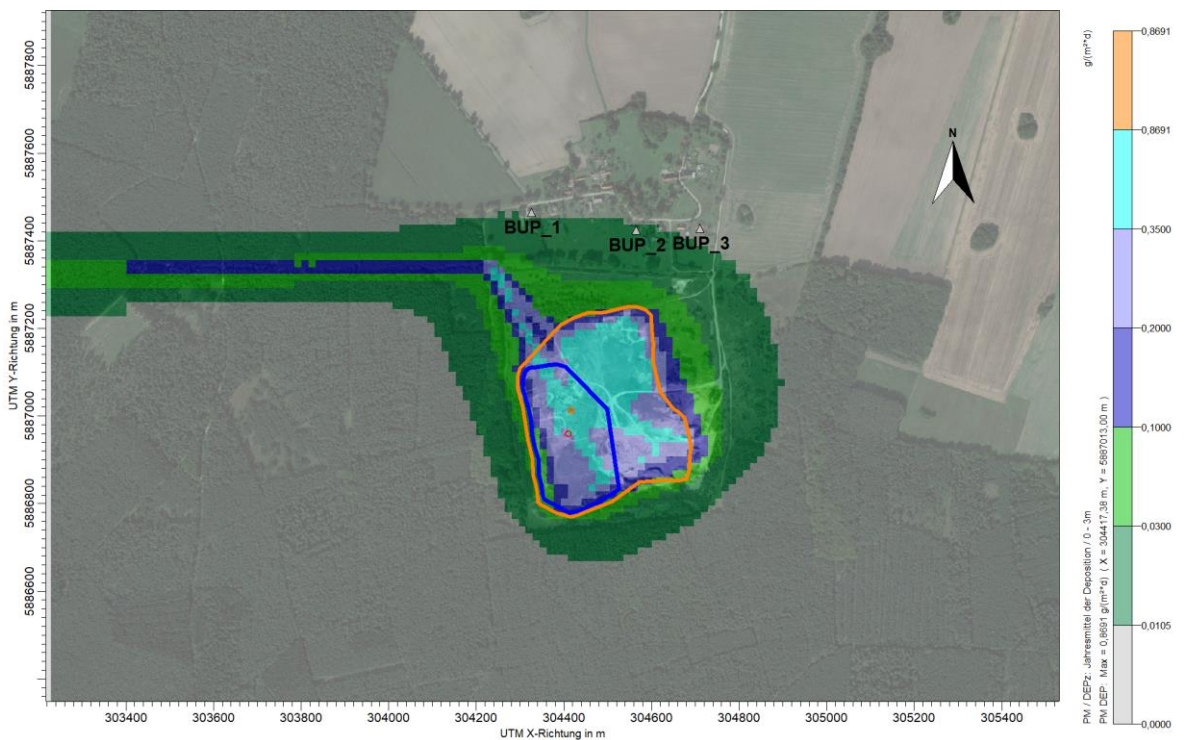 5887800
5887600
5887400
5887200
5887000
5886800
5886600
UTM Y-Richtung in m
303400
303600
303800
304000
304200
304400
304600
304800
305000
305200
305400
UTM X-Richtung in m
N
BUP_1
BUP_2
BUP_3
g/(m²*d)
0,8691
0,8691
0,3500
0,2000
0,1000
0,0300
0,0105
0,0000
PM / DEPz: Jahresmittel der Deposition / 0 - 3m
PM DEP: Max = 0,8691 g/(m²*d) ( X = 304417,38 m, Y = 5887013,00 m )